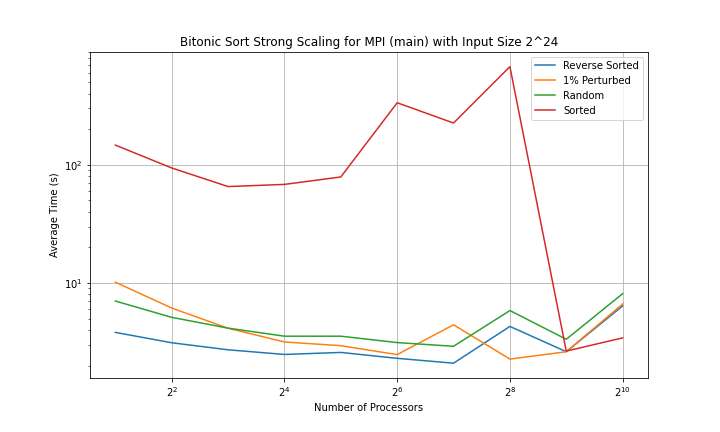 Bitonic Sort Strong Scaling for MPI (main) with Input Size 2^24
Reverse Sorted
1% Perturbed
Random
Sorted
Average Time (s)
10²
10¹
2² 2⁴ 2⁶ 2⁸ 2¹⁰
Number of Processors